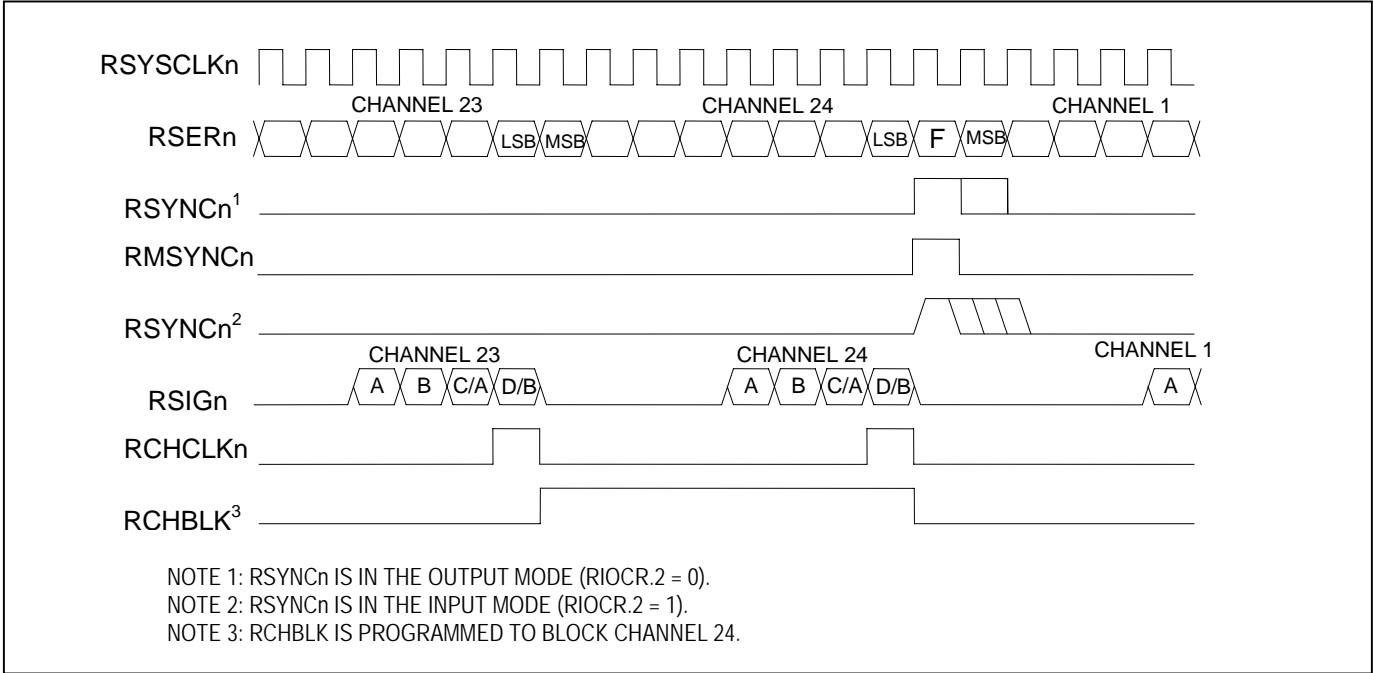 RSYSCLKn
CHANNEL 23 CHANNEL 24 CHANNEL 1
RSERn LSB MSB LSB F MSB
RSYNCn1
RMSYNCn
RSYNCn2
CHANNEL 23 CHANNEL 24 CHANNEL 1
RSIGn A B C/A D/B A B C/A D/B A
RCHCLKn
RCHBLK3
NOTE 1: RSYNCn IS IN THE OUTPUT MODE (RIOCR.2 = 0).
NOTE 2: RSYNCn IS IN THE INPUT MODE (RIOCR.2 = 1).
NOTE 3: RCHBLK IS PROGRAMMED TO BLOCK CHANNEL 24.